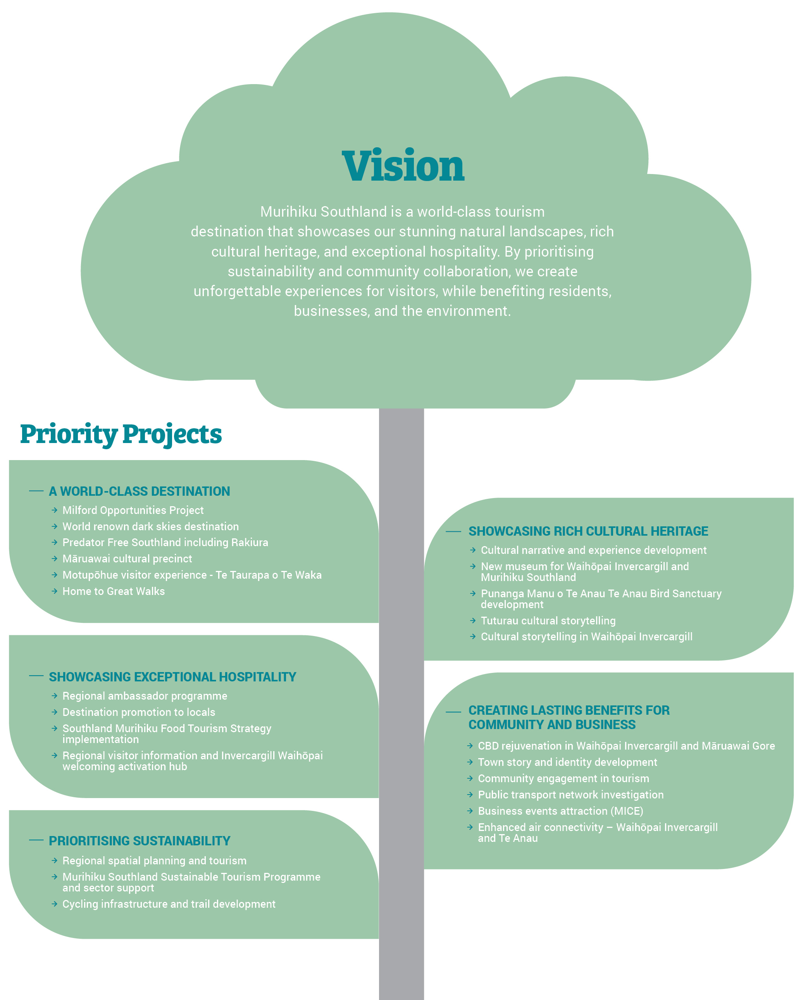 Vision
Murihiku Southland is a world-class tourism
destination that showcases our stunning natural landscapes, rich
cultural heritage, and exceptional hospitality. By prioritising
sustainability and community collaboration, we create
unforgettable experiences for visitors, while benefiting residents,
businesses, and the environment.
Priority Projects
A WORLD-CLASS DESTINATION
→ Milford Opportunities Project
→ World renown dark skies destination
→ Predator Free Southland including Rakiura
→ Māruawai cultural precinct
→ Motupōhue visitor experience - Te Taurapa o Te Waka
→ Home to Great Walks
SHOWCASING RICH CULTURAL HERITAGE
→ Cultural narrative and experience development
→ New museum for Waihōpai Invercargill and
Murihiku Southland
→ Punanga Manu o Te Anau Te Anau Bird Sanctuary
development
→ Tuturau cultural storytelling
→ Cultural storytelling in Waihōpai Invercargill
SHOWCASING EXCEPTIONAL HOSPITALITY
→ Regional ambassador programme
→ Destination promotion to locals
→ Southland Murihiku Food Tourism Strategy
implementation
→ Regional visitor information and Invercargill Waihōpai
welcoming activation hub
CREATING LASTING BENEFITS FOR
COMMUNITY AND BUSINESS
→ CBD rejuvenation in Waihōpai Invercargill and Māruawai Gore
→ Town story and identity development
→ Community engagement in tourism
→ Public transport network investigation
→ Business events attraction (MICE)
→ Enhanced air connectivity – Waihōpai Invercargill
and Te Anau
PRIORITISING SUSTAINABILITY
→ Regional spatial planning and tourism
→ Murihiku Southland Sustainable Tourism Programme
and sector support
→ Cycling infrastructure and trail development